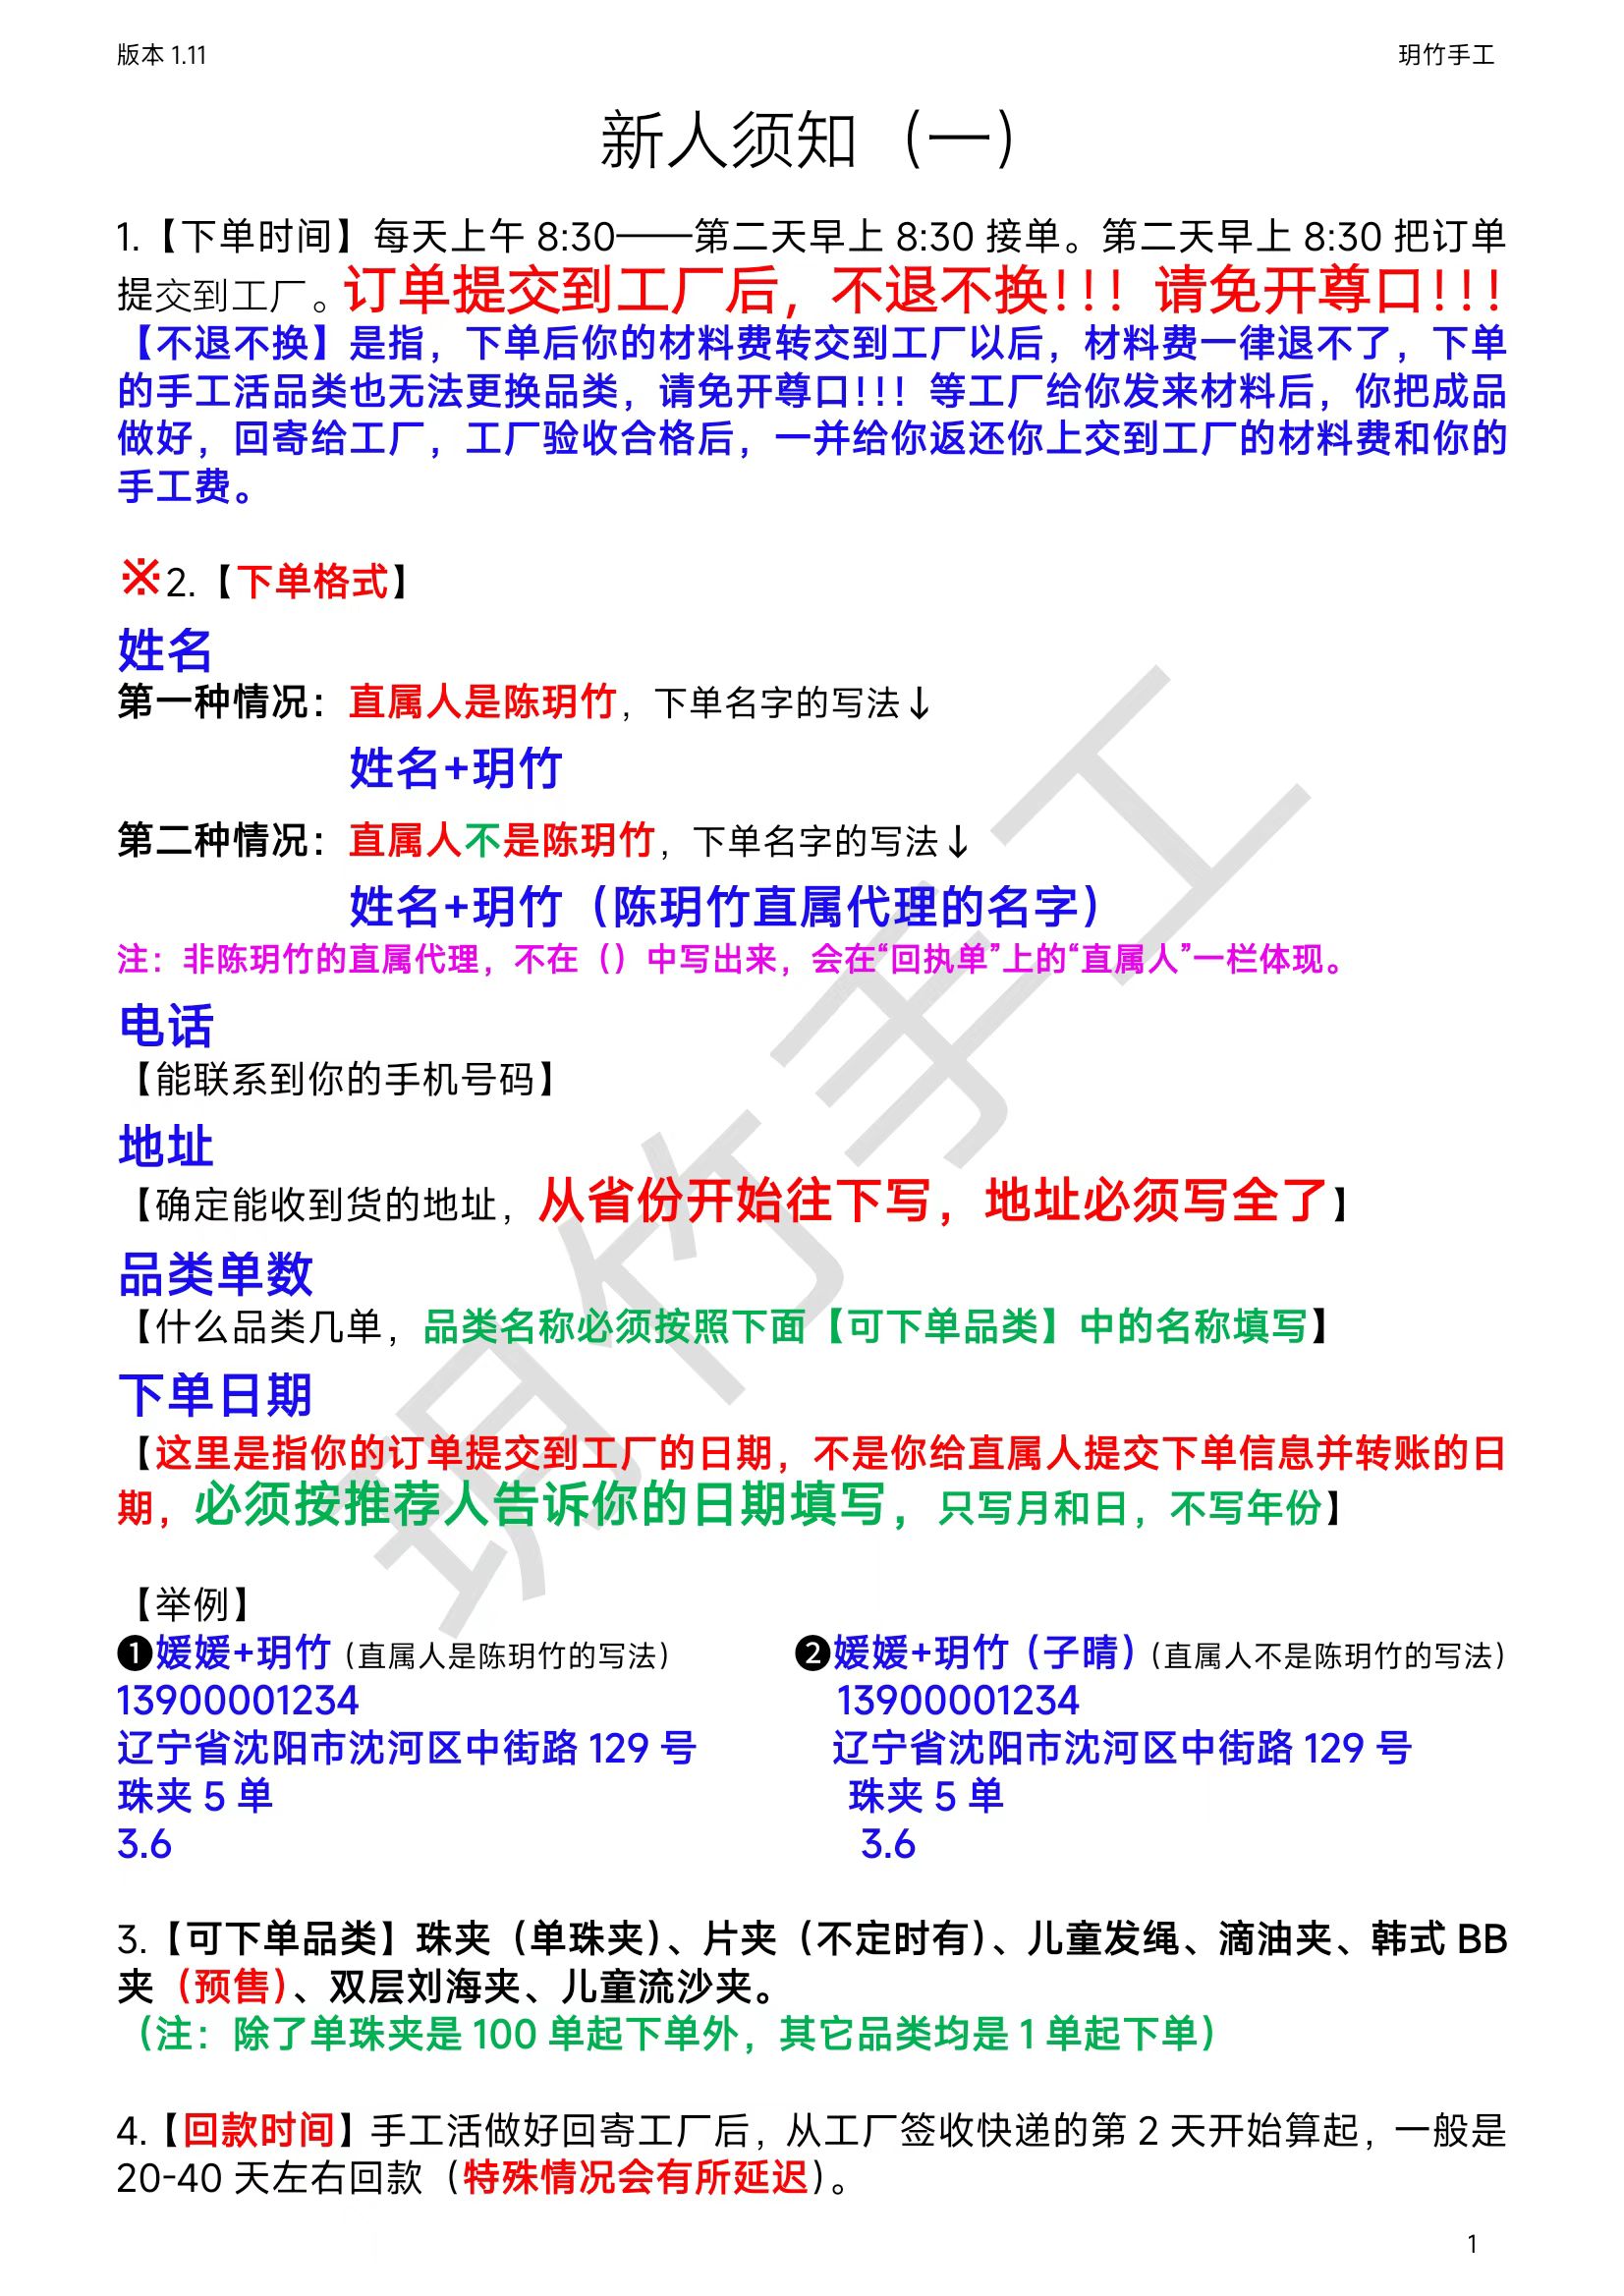 版本 1.11
玥竹手工
新人须知（一）
1.【下单时间】每天上午 8:30——第二天早上 8:30 接单。第二天早上 8:30 把订单
提交到工厂。订单提交到工厂后，不退不换！！！请免开尊口！！！
【不退不换】是指，下单后你的材料费转交到工厂以后，材料费一律退不了，下单
的手工活品类也无法更换品类，请免开尊口！！！等工厂给你发来材料后，你把成品
做好，回寄给工厂，工厂验收合格后，一并给你返还你上交到工厂的材料费和你的
手工费。
※2.【下单格式】
姓名
第一种情况：直属人是陈玥竹，下单名字的写法↓
姓名+玥竹
第二种情况：直属人不是陈玥竹，下单名字的写法↓
姓名+玥竹（陈玥竹直属代理的名字）
注：非陈玥竹的直属代理，不在（）中写出来，会在“回执单”上的“直属人”一栏体现。
电话
【能联系到你的手机号码】
地址
【确定能收到货的地址，从省份开始往下写，地址必须写全了】
品类单数
【什么品类几单，品类名称必须按照下面【可下单品类】中的名称填写】
下单日期
【这里是指你的订单提交到工厂的日期，不是你给直属人提交下单信息并转账的日
期，必须按推荐人告诉你的日期填写，只写月和日，不写年份】
【举例】
❶媛媛+玥竹（直属人是陈玥竹的写法） ❷媛媛+玥竹（子晴）（直属人不是陈玥竹的写法）
13900001234 13900001234
辽宁省沈阳市沈河区中街路 129 号 辽宁省沈阳市沈河区中街路 129 号
珠夹 5 单 珠夹 5 单
3.6 3.6
3.【可下单品类】珠夹（单珠夹）、片夹（不定时有）、儿童发绳、滴油夹、韩式 BB
夹（预售）、双层刘海夹、儿童流沙夹。
（注：除了单珠夹是 100 单起下单外，其它品类均是 1 单起下单）
4.【回款时间】手工活做好回寄工厂后，从工厂签收快递的第 2 天开始算起，一般是
20-40 天左右回款（特殊情况会有所延迟）。
1
玥竹手工